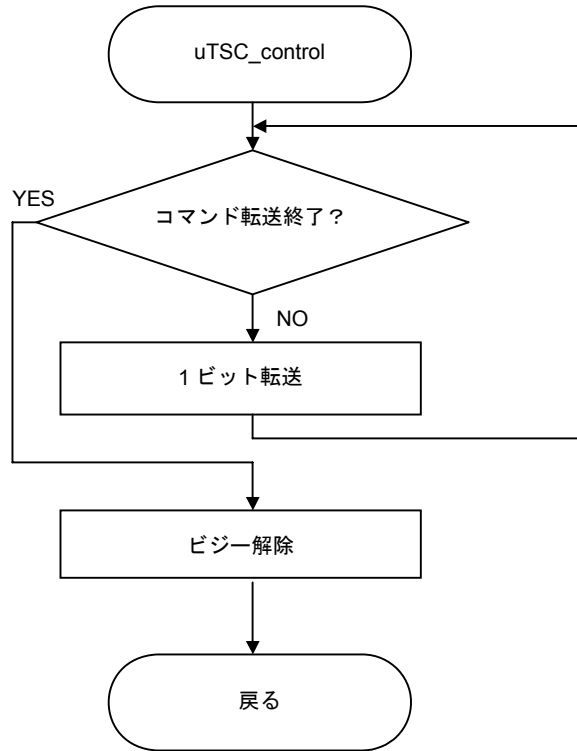 uTSC_control
YES
コマンド転送終了？
NO
1 ビット転送
ビジー解除
戻る